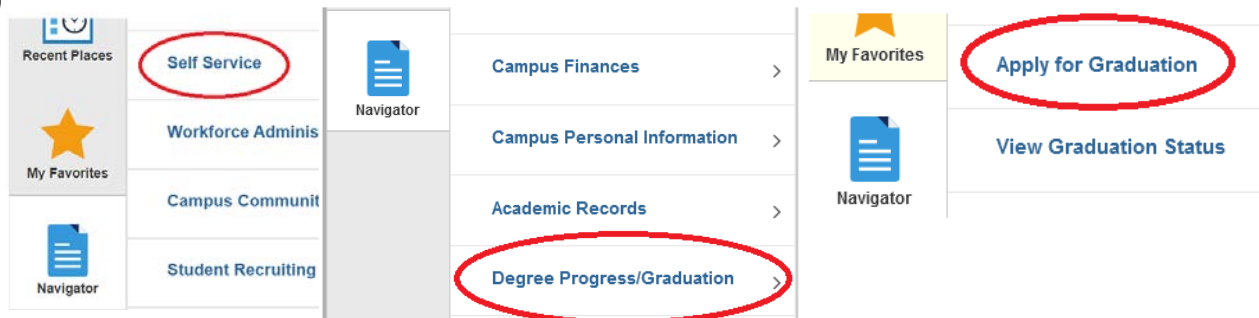 Recent Places
Self Service
My Favorites
Workforce Adminis
Campus Communit
Navigator
Student Recruiting
Navigator
Campus Finances
Campus Personal Information
Academic Records
Degree Progress/Graduation
My Favorites
Apply for Graduation
Navigator
View Graduation Status